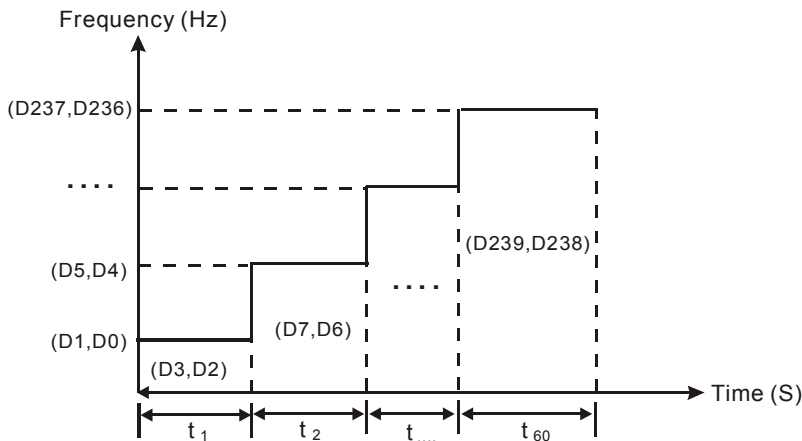 Frequency (Hz)
(D237,D236)
....
(D239,D238)
(D5,D4)
....
(D7,D6)
(D1,D0)
(D3,D2)
Time (S)
t 1
t 2
t....
t 60